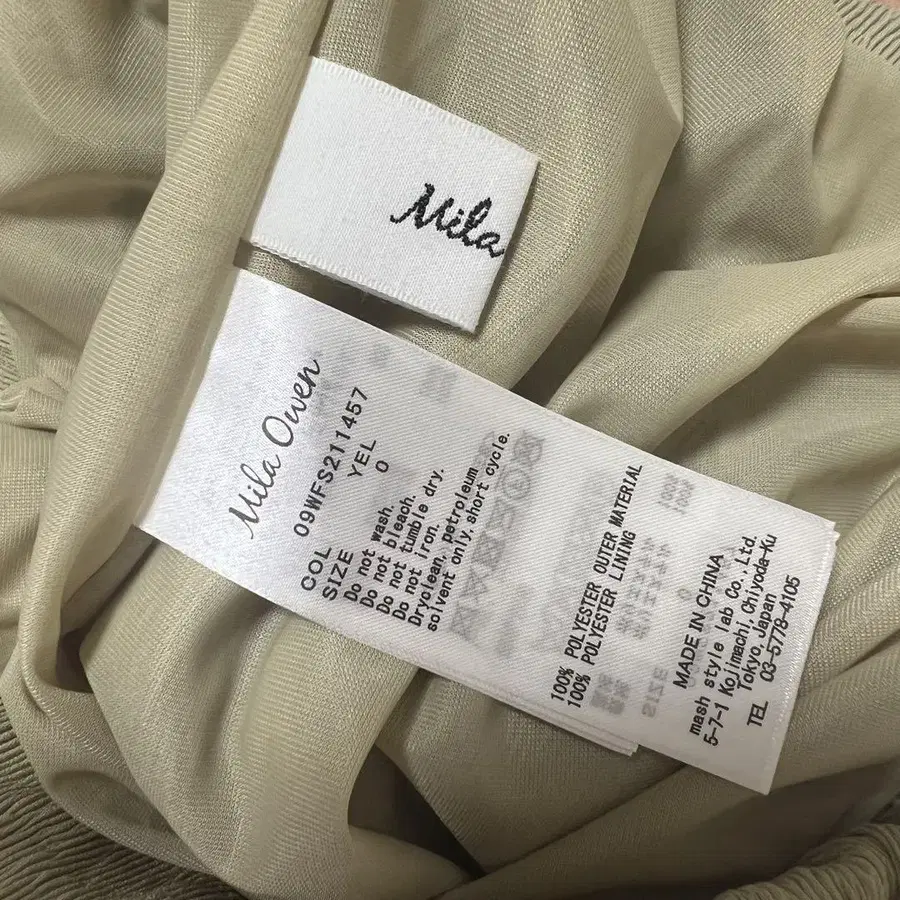 Mila
Mila Owen
09WFS211457
COL YEL
SIZE 0
Do not wash.
Do not bleach.
Do not tumble dry.
Do not iron.
Dryclean, petroleum
solvent only, short cycle.
100% POLYESTER OUTER MATERIAL
100% POLYESTER LINING
MADE IN CHINA
mash style lab Co., Ltd.
5-7-1 Kojimachi, Chiyoda-Ku
Tokyo, Japan
TEL 03-5778-4105